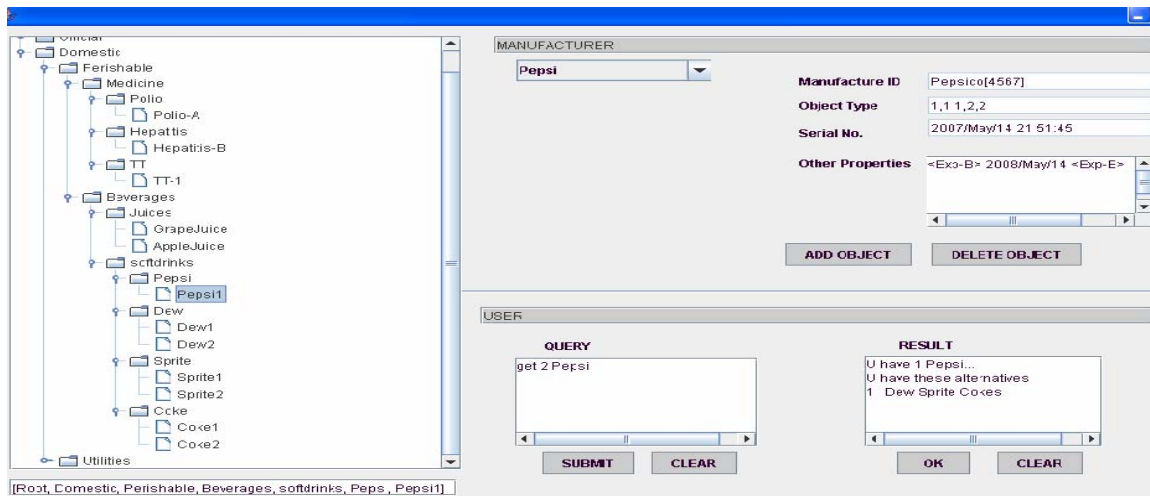 Domestic
Ferishable
Medicine
Polio
Polio-A
Hepatitis
Hepatitis-B
TT
TT-1
Beverages
Juices
GrapeJuice
AppleJuice
softdrinks
Pepsi
Pepsi1
Dew
Dew1
Dew2
Sprite
Sprite1
Sprite2
Coke
Coke1
Coke2
Utilities
[Root, Domestic, Perishable, Beverages, softdrinks, Peps , Pepsi1]
MANUFACTURER
Pepsi
Manufacture ID
Pepsico[4567]
Object Type
1,1 1,2,2
Serial No.
2007/May/14 21 51:45
Other Properties
<Exp-B> 2008/May/14 <Exp-E>
ADD OBJECT
DELETE OBJECT
USER
QUERY
get 2 Pepsi
SUBMIT
CLEAR
RESULT
U have 1 Pepsi...
U have these alternatives
1 Dew Sprite Cokes
OK
CLEAR